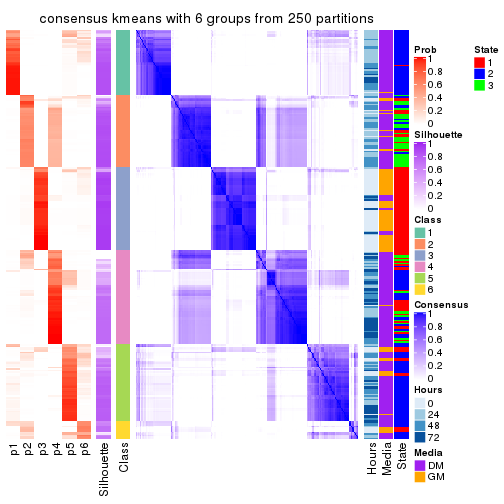 consensus kmeans with 6 groups from 250 partitions
p1
p2
p3
p4
p5
p6
Silhouette
Class
Hours
Media
State
Prob
1
0.8
0.6
0.4
0.2
0
Silhouette
1
0.8
0.6
0.4
0.2
0
Class
1
2
3
4
5
6
Consensus
1
0.8
0.6
0.4
0.2
0
Hours
0
24
48
72
Media
DM
GM
State
1
2
3